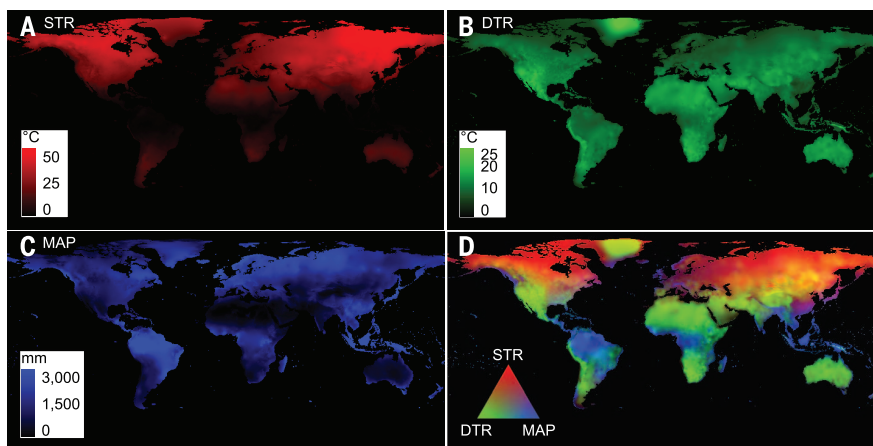 A STR
°C
50
25
0
B DTR
°C
25
20
10
0
C MAP
mm
3,000
1,500
0
D
STR
DTR MAP